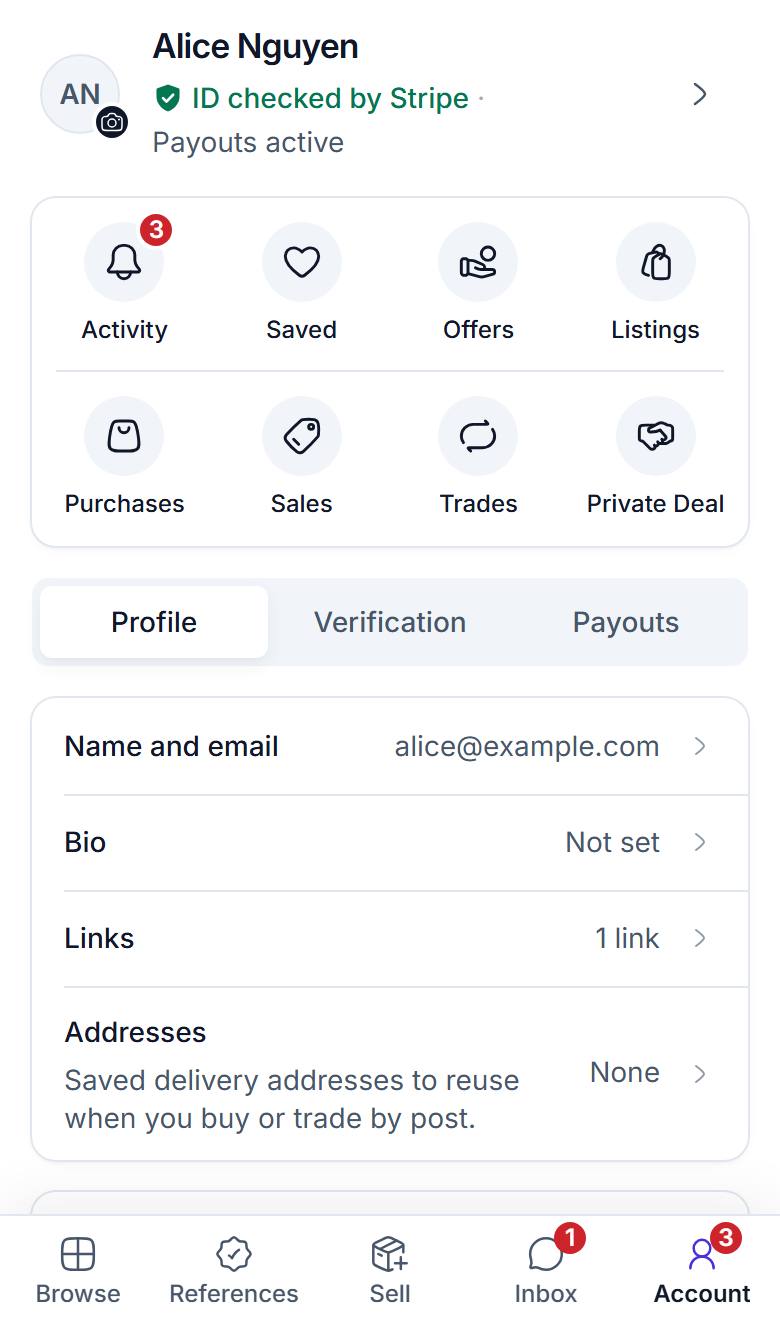 Alice Nguyen
AN
ID checked by Stripe ·
Payouts active
3
Activity Saved Offers Listings
Purchases Sales Trades Private Deal
Profile Verification Payouts
Name and email alice@example.com
Bio Not set
Links 1 link
Addresses
Saved delivery addresses to reuse
when you buy or trade by post.
None
1 3
Browse References Sell Inbox Account